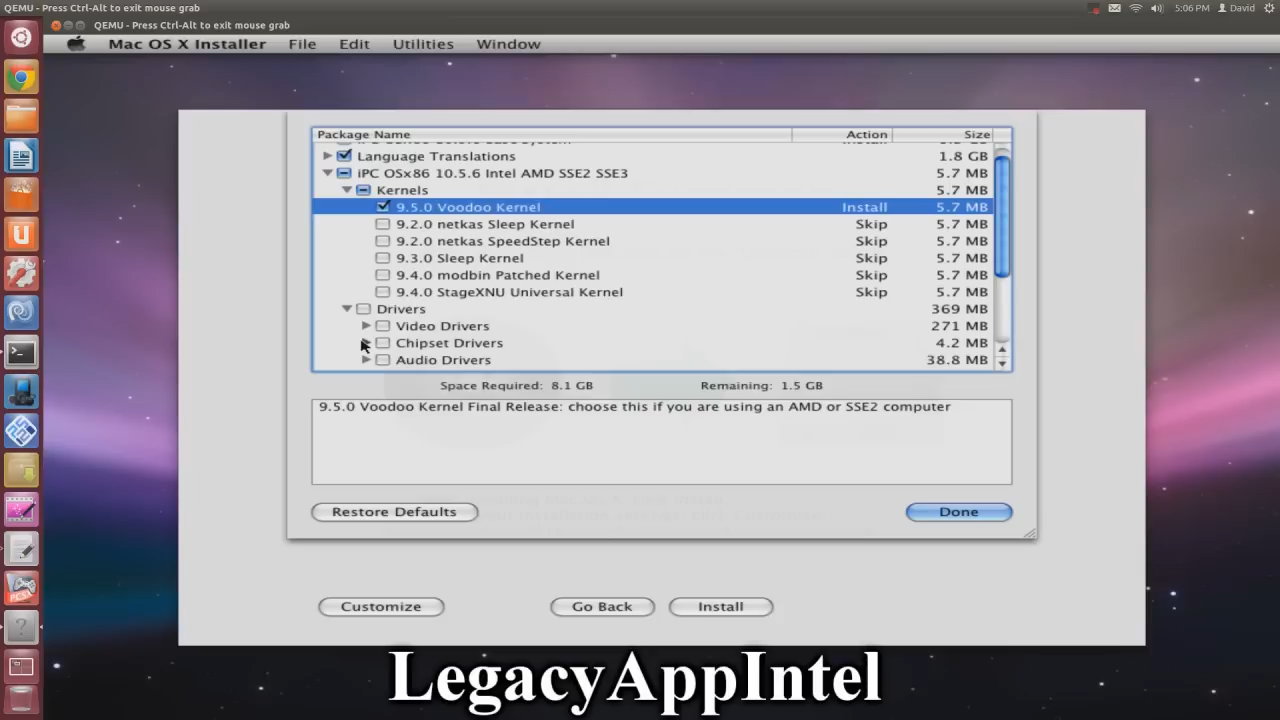 QEMU - Press Ctrl-Alt to exit mouse grab
5:06 PM David
QEMU - Press Ctrl-Alt to exit mouse grab
Mac OS X Installer File Edit Utilities Window
Package Name Action Size
Language Translations 1.8 GB
iPC OSx86 10.5.6 Intel AMD SSE2 SSE3 5.7 MB
Kernels 5.7 MB
9.5.0 Voodoo Kernel Install 5.7 MB
9.2.0 netkas Sleep Kernel Skip 5.7 MB
9.2.0 netkas SpeedStep Kernel Skip 5.7 MB
9.3.0 Sleep Kernel Skip 5.7 MB
9.4.0 modbin Patched Kernel Skip 5.7 MB
9.4.0 StageXNU Universal Kernel Skip 5.7 MB
Drivers 369 MB
Video Drivers 271 MB
Chipset Drivers 4.2 MB
Audio Drivers 38.8 MB
Space Required: 8.1 GB Remaining: 1.5 GB
9.5.0 Voodoo Kernel Final Release: choose this if you are using an AMD or SSE2 computer
Restore Defaults Done
Customize Go Back Install
LegacyAppIntel